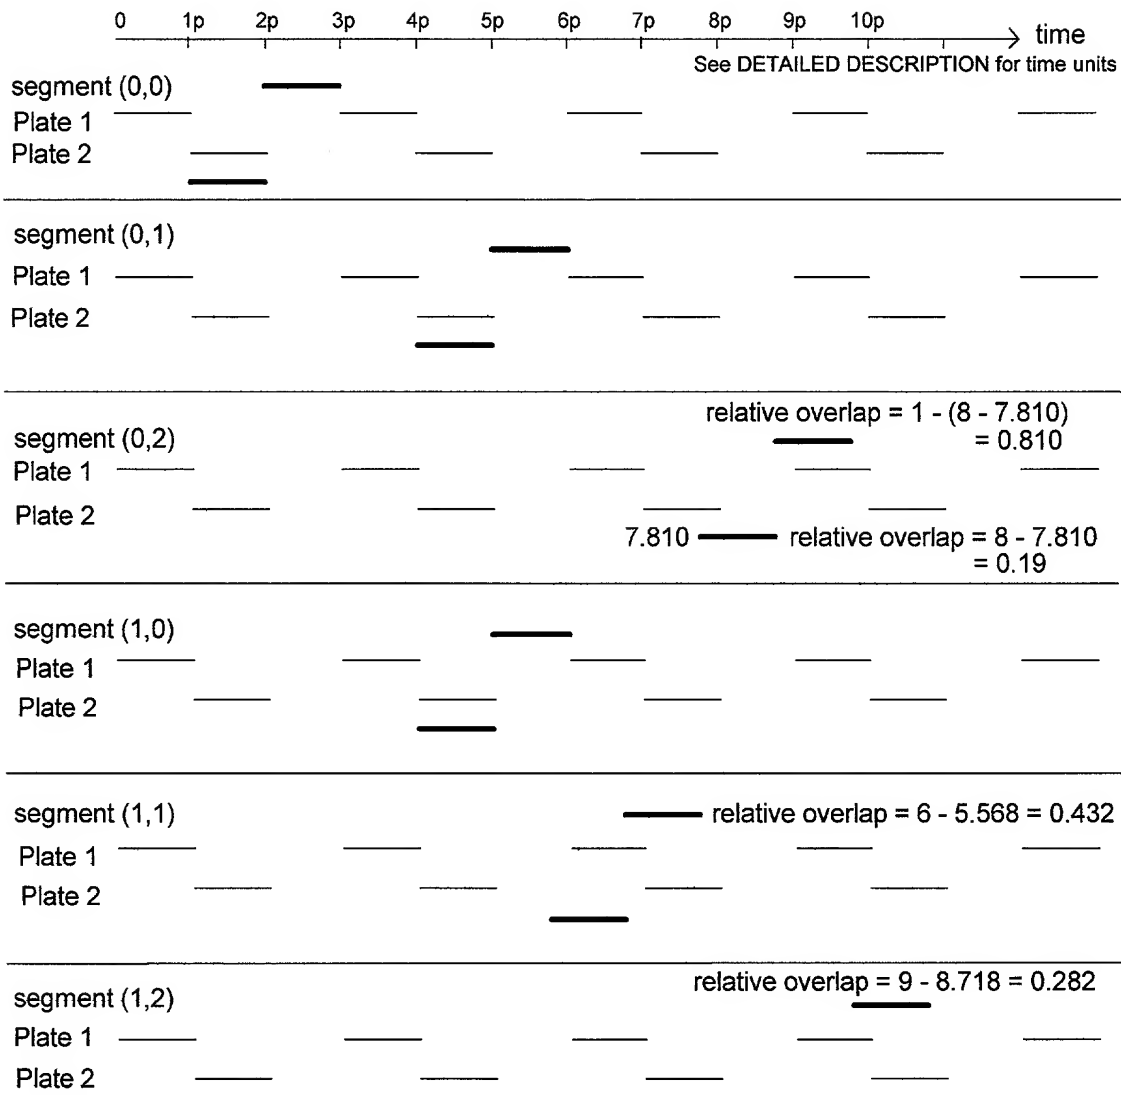 0 1p 2p 3p 4p 5p 6p 7p 8p 9p 10p
time
See DETAILED DESCRIPTION for time units
segment (0,0)
Plate 1
Plate 2
segment (0,1)
Plate 1
Plate 2
relative overlap = 1 - (8 - 7.810)
segment (0,2)
= 0.810
Plate 1
Plate 2
7.810 relative overlap = 8 - 7.810
= 0.19
segment (1,0)
Plate 1
Plate 2
segment (1,1) relative overlap = 6 - 5.568 = 0.432
Plate 1
Plate 2
relative overlap = 9 - 8.718 = 0.282
segment (1,2)
Plate 1
Plate 2